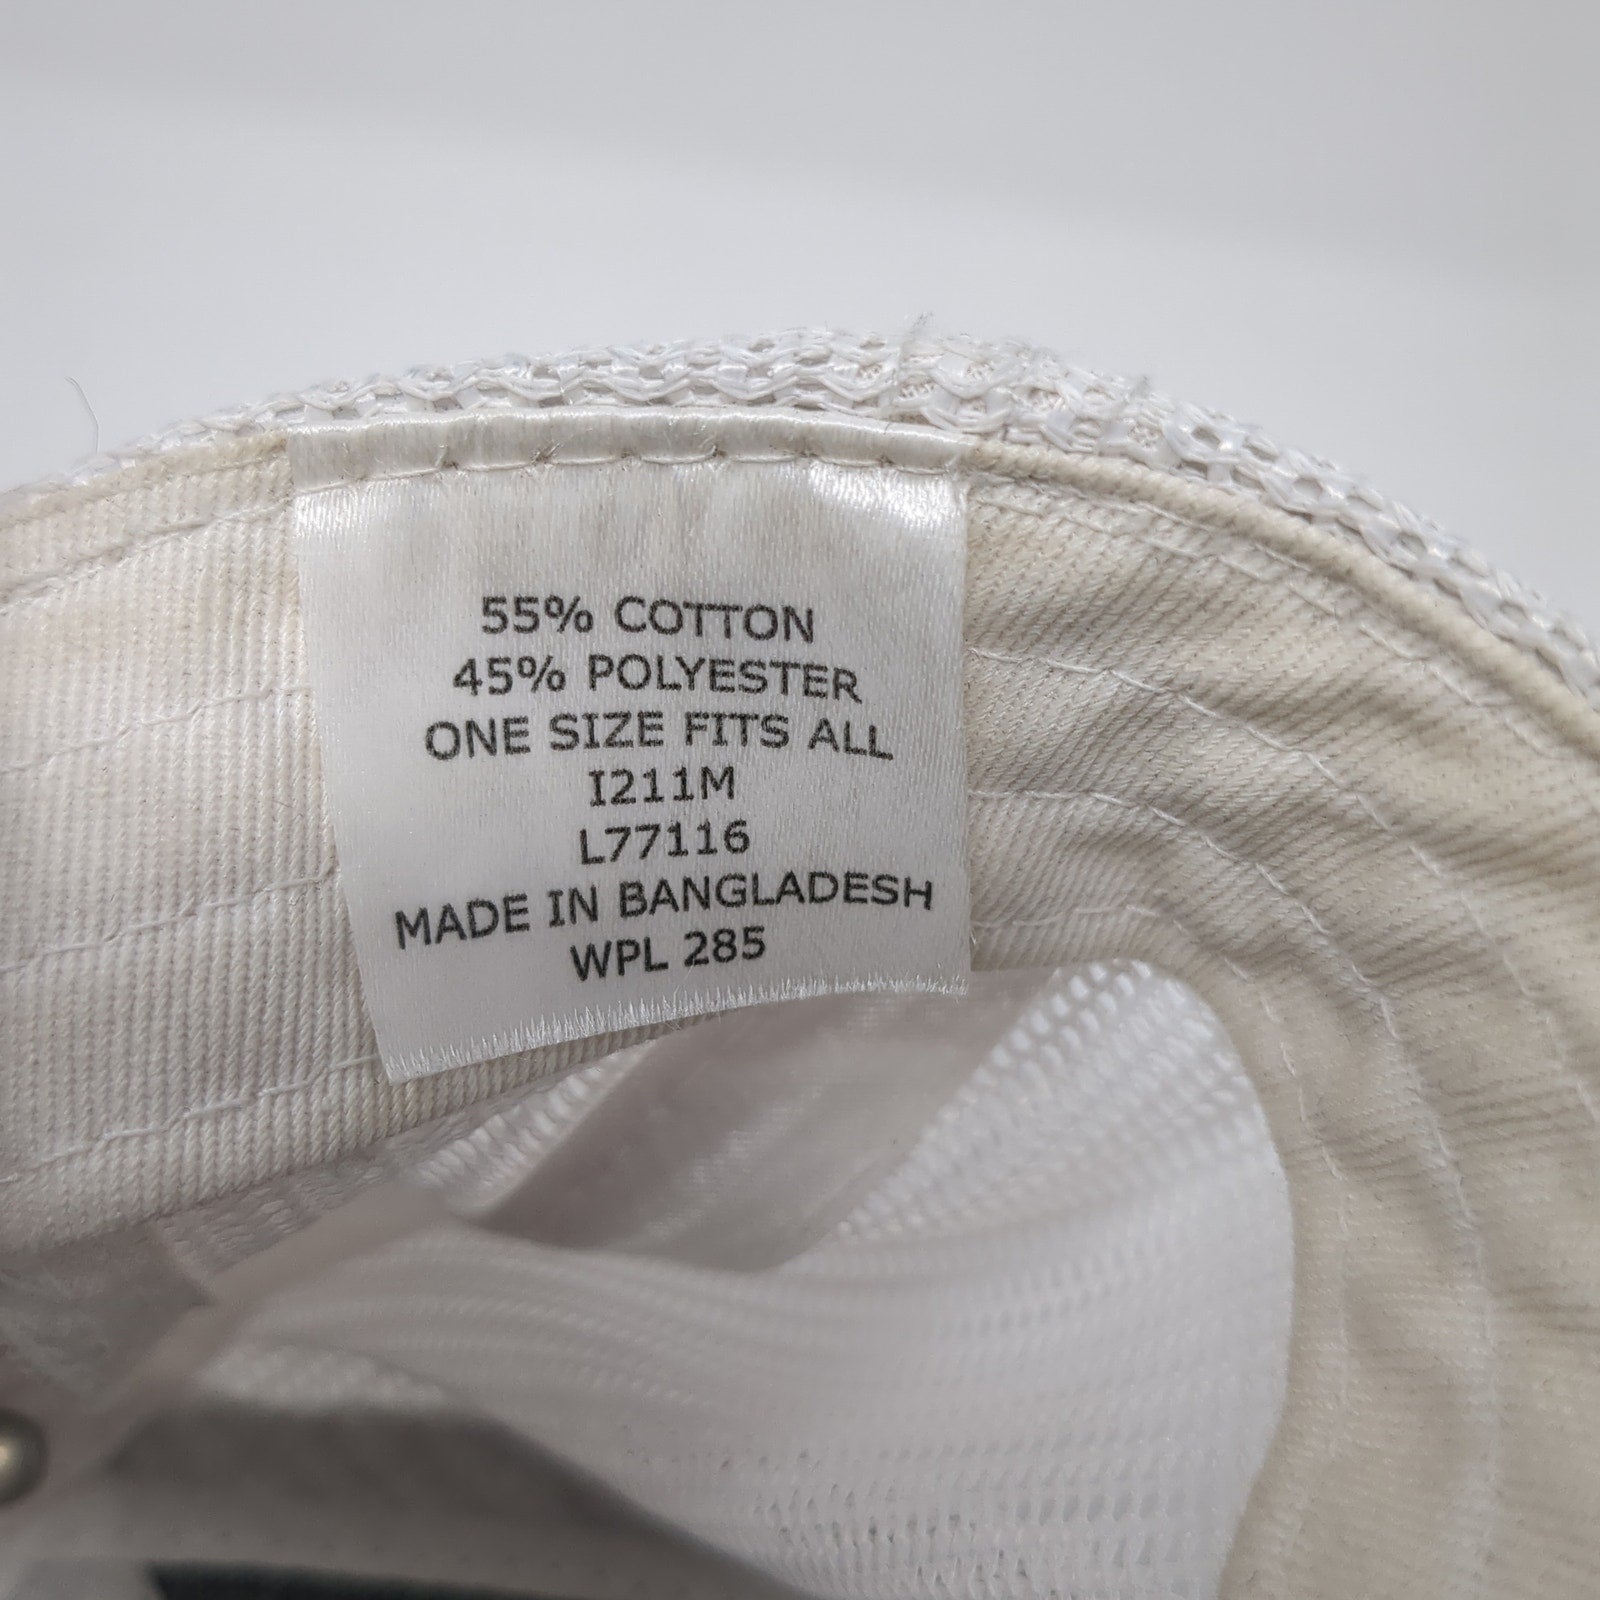 55% COTTON
45% POLYESTER
ONE SIZE FITS ALL
I211M
L77116
MADE IN BANGLADESH
WPL 285